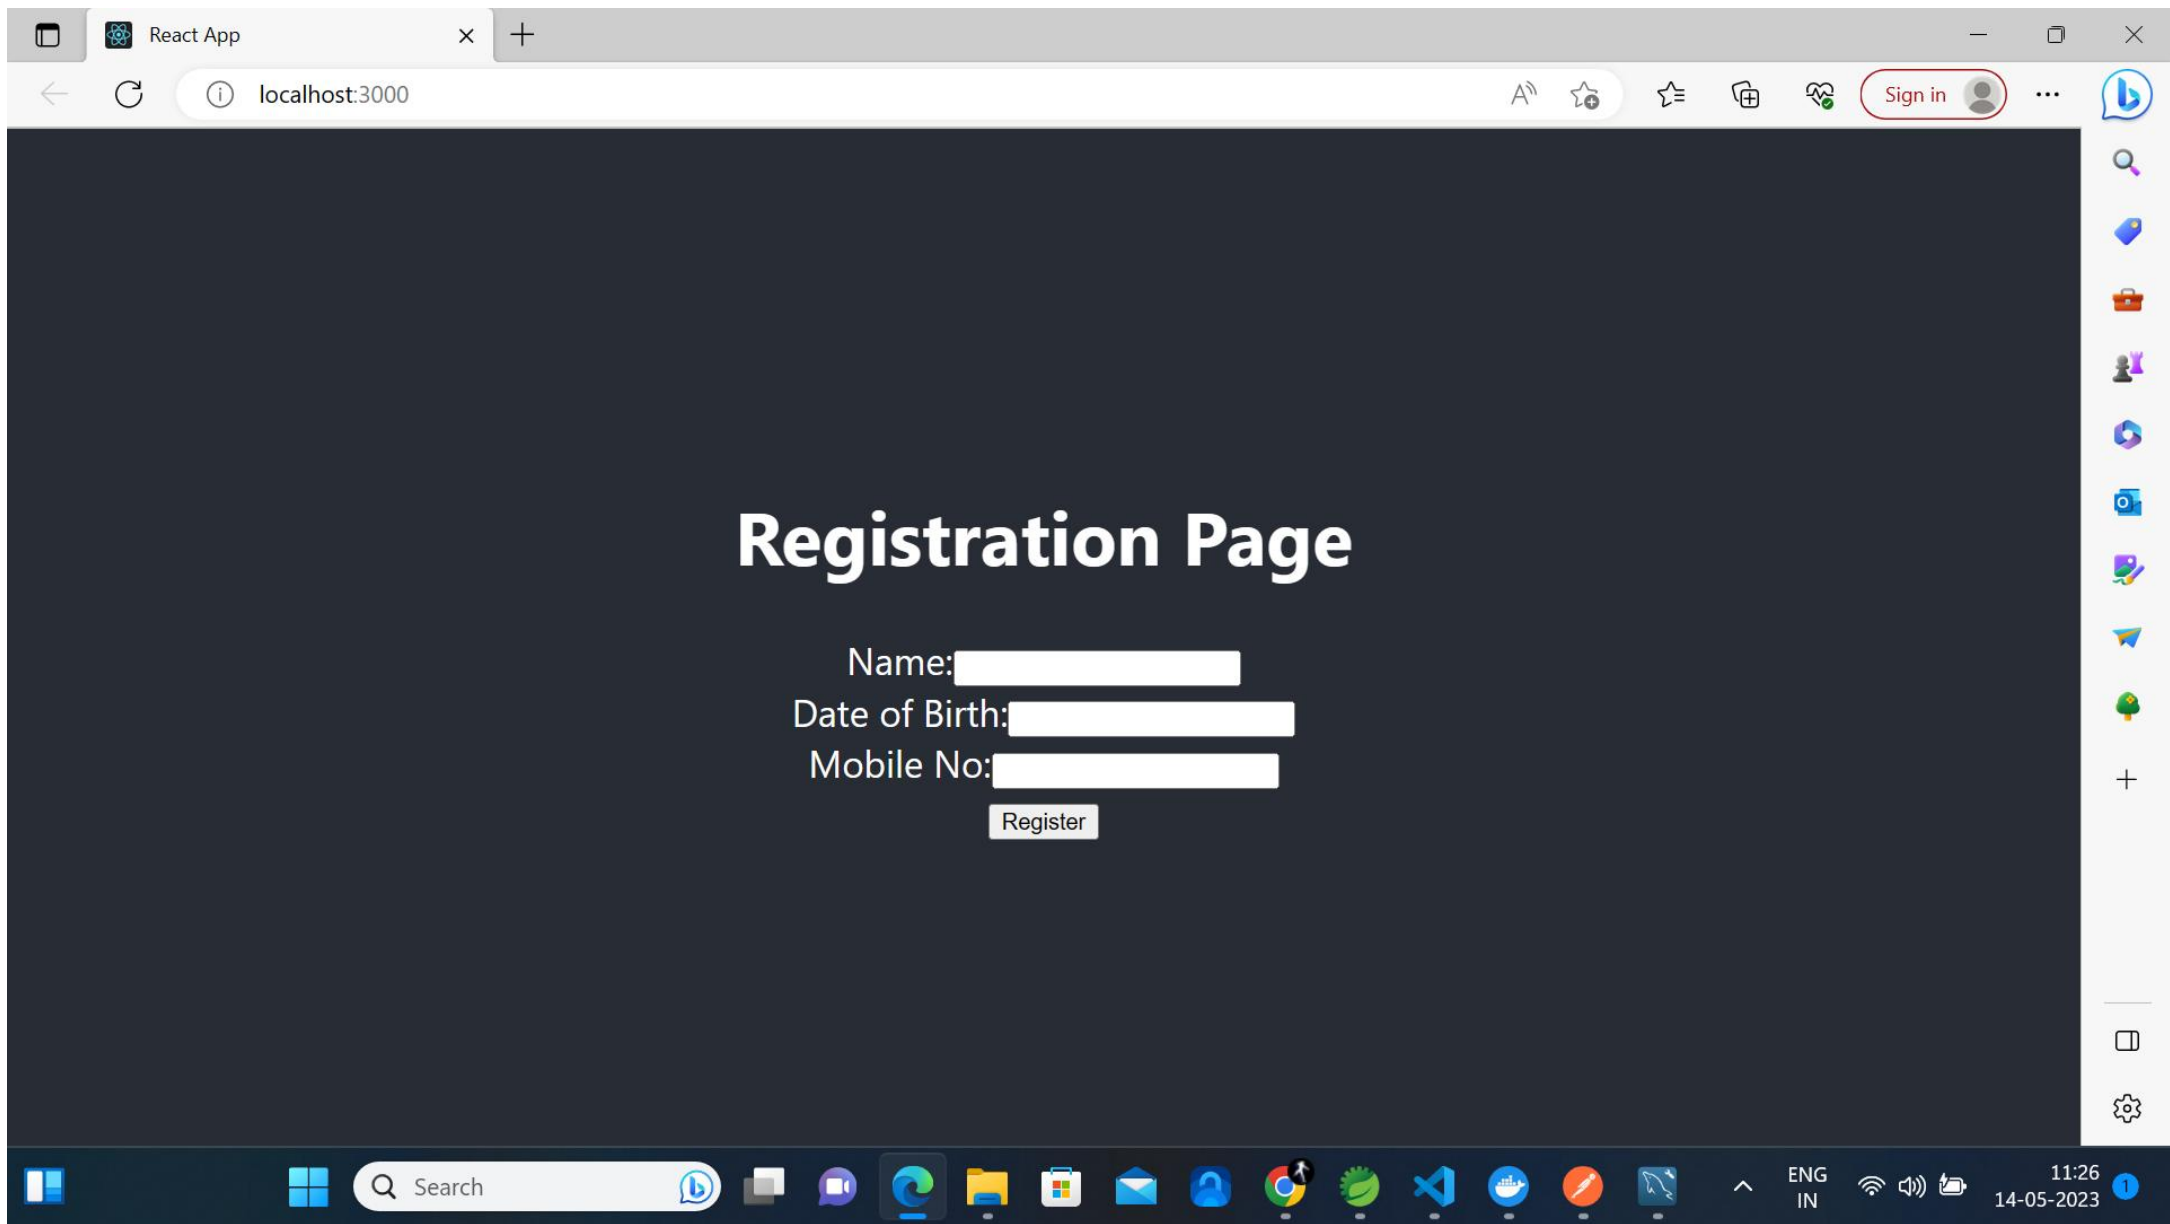 React App
localhost:3000
Sign in
Registration Page
Name:
Date of Birth:
Mobile No:
Register
Search
ENG
IN
11:26
14-05-2023
1